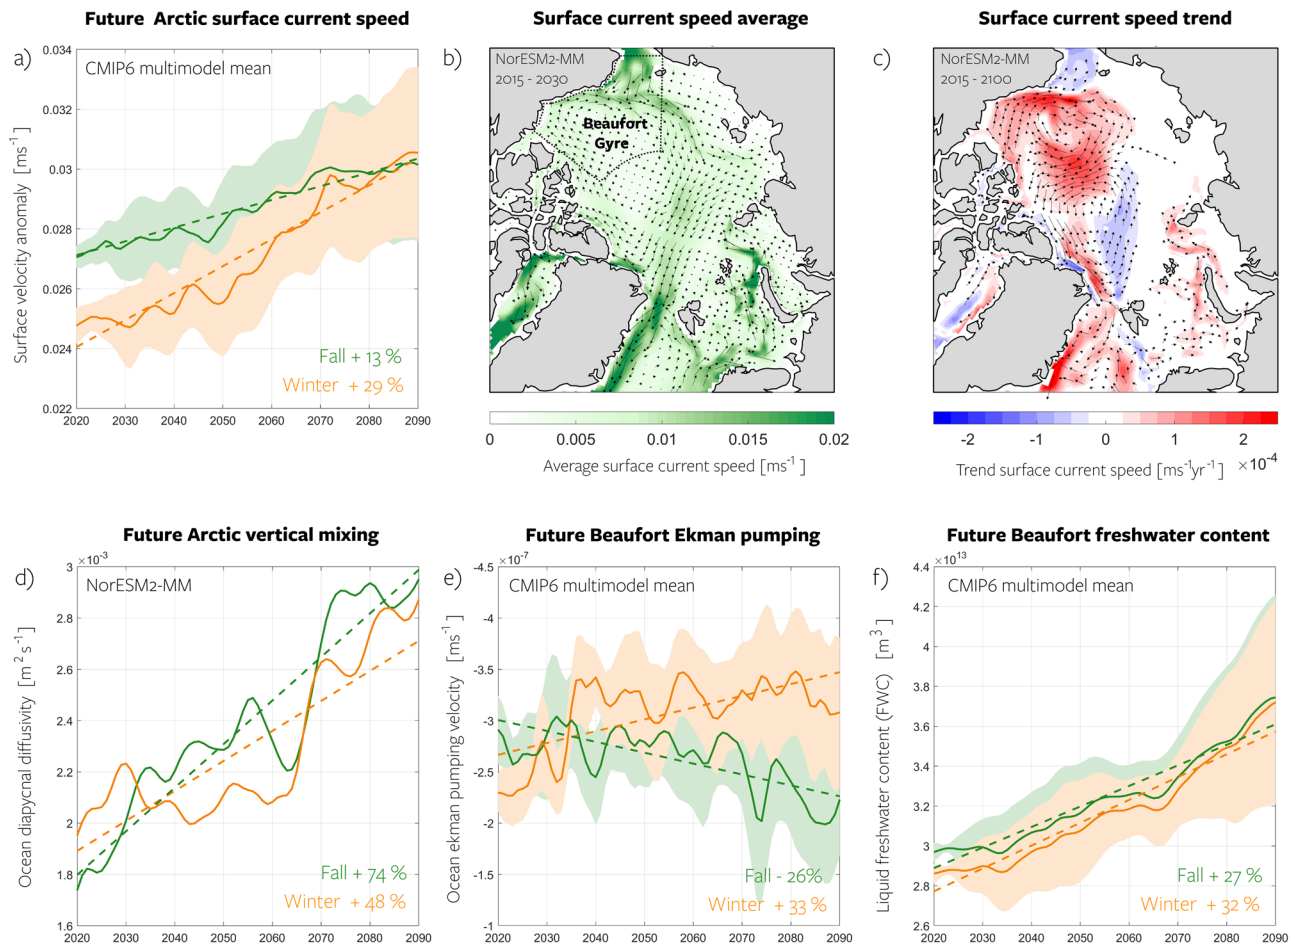 Future Arctic surface current speed
Surface current speed average
Surface current speed trend
a)
CMIP6 multimodel mean
Surface velocity anomaly [ms⁻¹]
0.034
0.032
0.03
0.028
0.026
0.024
0.022
Fall + 13 %
Winter + 29 %
2020 2030 2040 2050 2060 2070 2080 2090
b)
NorESM2-MM
2015 - 2030
Beaufort
Gyre
0 0.005 0.01 0.015 0.02
Average surface current speed [ms⁻¹]
c)
NorESM2-MM
2015 - 2100
-2 -1 0 1 2
×10⁻⁴
Trend surface current speed [ms⁻¹yr⁻¹]
Future Arctic vertical mixing
Future Beaufort Ekman pumping
Future Beaufort freshwater content
d)
×10⁻³
NorESM2-MM
Ocean diapycnal diffusivity [m² s⁻¹]
3
2.8
2.6
2.4
2.2
2
1.8
1.6
Fall + 74 %
Winter + 48 %
2020 2030 2040 2050 2060 2070 2080 2090
e)
×10⁻⁷
CMIP6 multimodel mean
Ocean ekman pumping velocity [ms⁻¹]
-4.5
-4
-3.5
-3
-2.5
-2
-1.5
-1
Fall - 26%
Winter + 33 %
2020 2030 2040 2050 2060 2070 2080 2090
f)
×10¹³
CMIP6 multimodel mean
Liquid freshwater content (FWC) [m³]
4.4
4.2
4
3.8
3.6
3.4
3.2
3
2.8
2.6
Fall + 27 %
Winter + 32 %
2020 2030 2040 2050 2060 2070 2080 2090